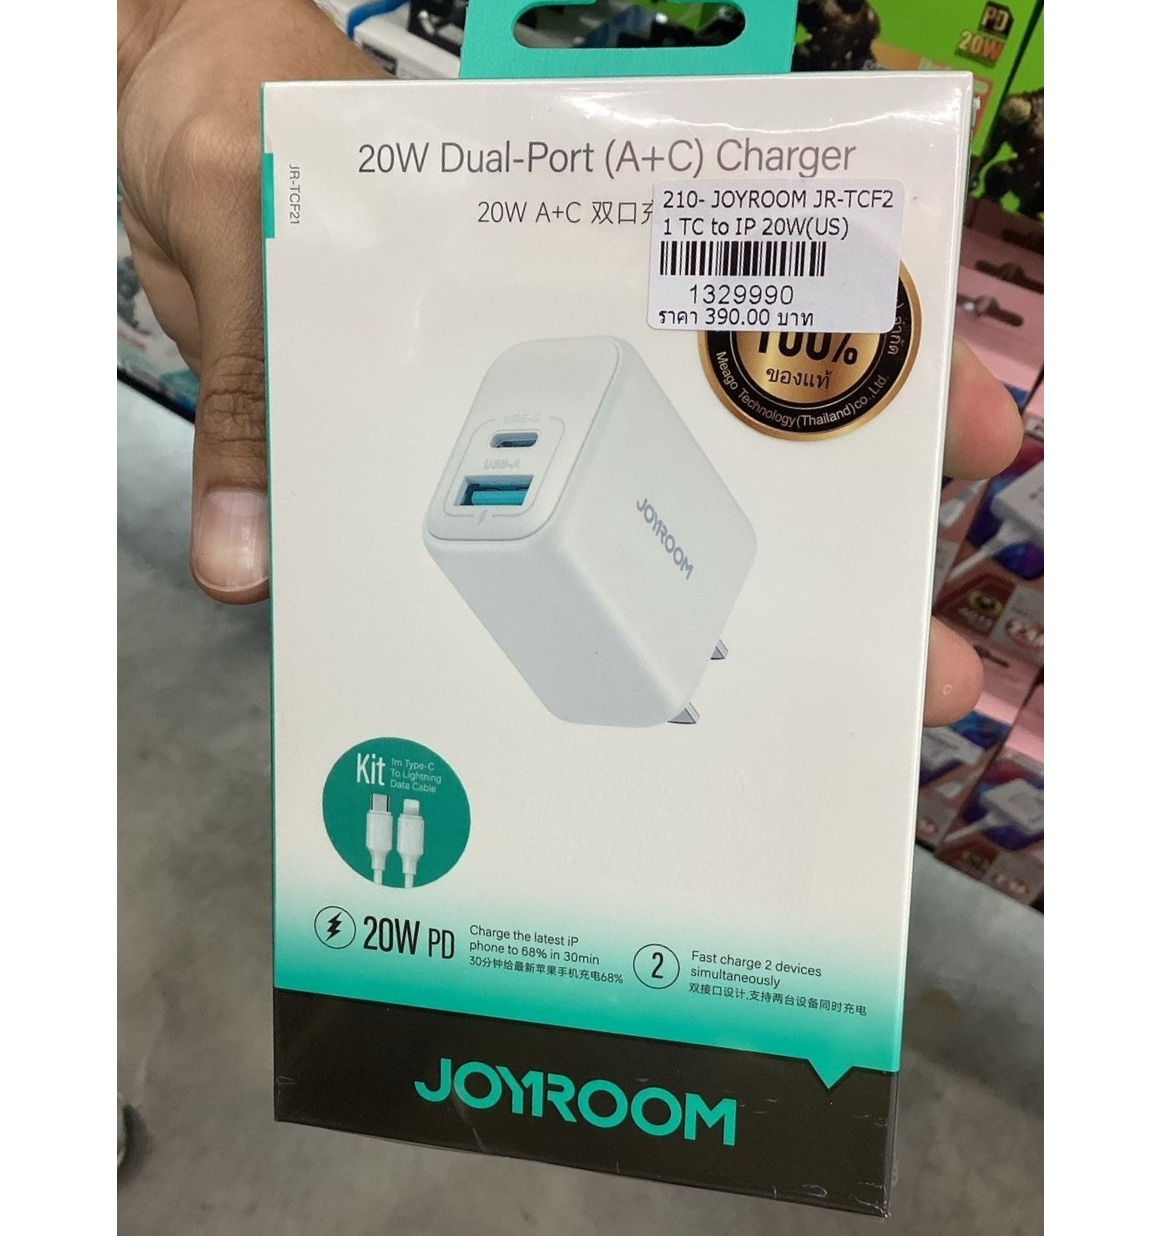 PD
20W
20W Dual-Port (A+C) Charger
JR-TCF21
20W A+C 双口充
210- JOYROOM JR-TCF2
1 TC to IP 20W(US)
1329990
ราคา 390.00 บาท
100%
ของแท้
จำกัด
Meago Technology(Thailand)co.,Ltd.
USB-C
USB-A
JOYROOM
Kit
1m Type-C
To Lightning
Data Cable
20W PD
Charge the latest iP
phone to 68% in 30min
30分钟给最新苹果手机充电68%
2
Fast charge 2 devices
simultaneously
双接口设计,支持两台设备同时充电
JOYROOM